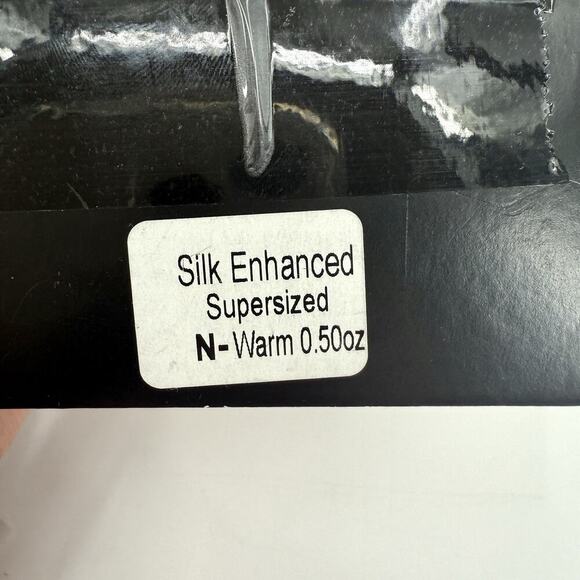 Silk Enhanced
Supersized
N-Warm 0.50oz